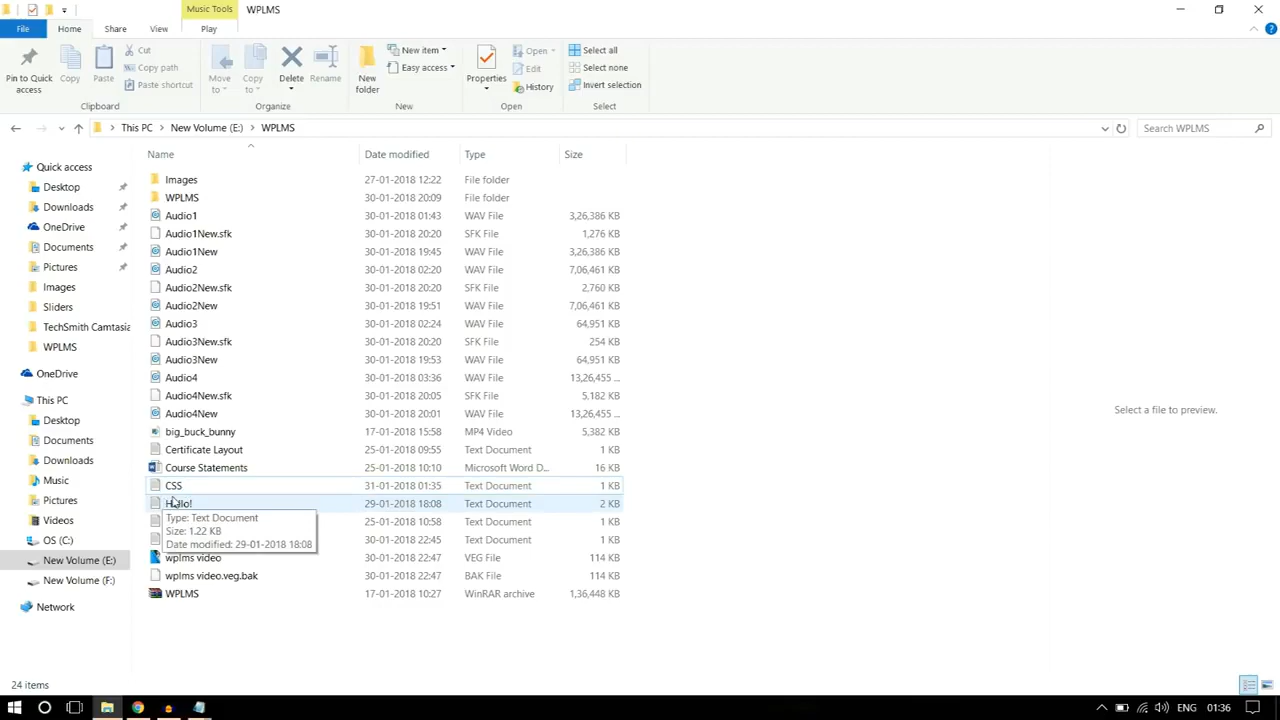 Music Tools WPLMS
File Home Share View Play
Pin to Quick access
Copy
Paste
Cut
Copy path
Paste shortcut
Clipboard
Move to
Copy to
Delete
Rename
Organize
New folder
New item
Easy access
New
Properties
Open
Edit
History
Open
Select all
Select none
Invert selection
Select
This PC > New Volume (E:) > WPLMS
Search WPLMS
Quick access
Desktop
Downloads
OneDrive
Documents
Pictures
Images
Sliders
TechSmith Camtasia
WPLMS
OneDrive
This PC
Desktop
Documents
Downloads
Music
Pictures
Videos
OS (C:)
New Volume (E:)
New Volume (F:)
Network
Name Date modified Type Size
Images 27-01-2018 12:22 File folder
WPLMS 30-01-2018 20:09 File folder
Audio1 30-01-2018 01:43 WAV File 3,26,386 KB
Audio1New.sfk 30-01-2018 20:20 SFK File 1,276 KB
Audio1New 30-01-2018 19:45 WAV File 3,26,386 KB
Audio2 30-01-2018 02:20 WAV File 7,06,461 KB
Audio2New.sfk 30-01-2018 20:20 SFK File 2,760 KB
Audio2New 30-01-2018 19:51 WAV File 7,06,461 KB
Audio3 30-01-2018 02:24 WAV File 64,951 KB
Audio3New.sfk 30-01-2018 20:20 SFK File 254 KB
Audio3New 30-01-2018 19:53 WAV File 64,951 KB
Audio4 30-01-2018 03:36 WAV File 13,26,455 ...
Audio4New.sfk 30-01-2018 20:05 SFK File 5,182 KB
Audio4New 30-01-2018 20:01 WAV File 13,26,455 ...
big_buck_bunny 17-01-2018 15:58 MP4 Video 5,382 KB
Certificate Layout 25-01-2018 09:55 Text Document 1 KB
Course Statements 25-01-2018 10:10 Microsoft Word D... 16 KB
CSS 31-01-2018 01:35 Text Document 1 KB
Hello! 29-01-2018 18:08 Text Document 2 KB
25-01-2018 10:58 Text Document 1 KB
30-01-2018 22:45 Text Document 1 KB
Type: Text Document
Size: 1.22 KB
Date modified: 29-01-2018 18:08
wplms video 30-01-2018 22:47 VEG File 114 KB
wplms video.veg.bak 30-01-2018 22:47 BAK File 114 KB
WPLMS 17-01-2018 10:27 WinRAR archive 1,36,448 KB
Select a file to preview.
24 items
ENG 01:36